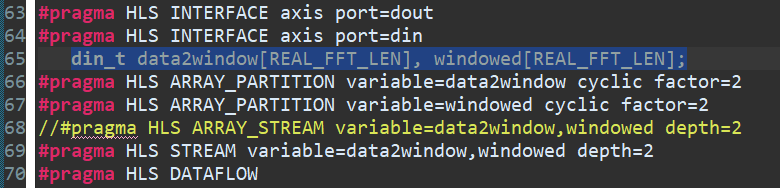 63 #pragma HLS INTERFACE axis port=dout
64 #pragma HLS INTERFACE axis port=din
65    din_t data2window[REAL_FFT_LEN], windowed[REAL_FFT_LEN];
66 #pragma HLS ARRAY_PARTITION variable=data2window cyclic factor=2
67 #pragma HLS ARRAY_PARTITION variable=windowed cyclic factor=2
68 //#pragma HLS ARRAY_STREAM variable=data2window,windowed depth=2
69 #pragma HLS STREAM variable=data2window,windowed depth=2
70 #pragma HLS DATAFLOW